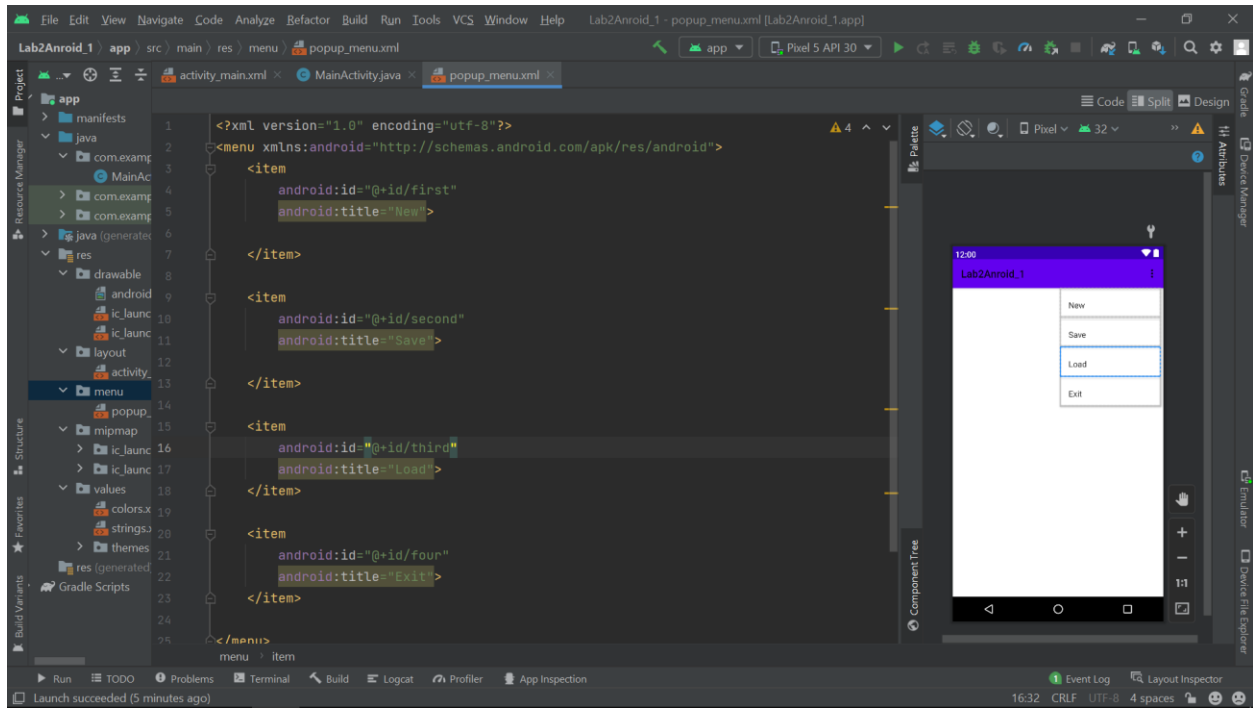 File Edit View Navigate Code Analyze Refactor Build Run Tools VCS Window Help Lab2Anroid_1 - popup_menu.xml [Lab2Anroid_1.app]
Lab2Anroid_1 app src main res menu popup_menu.xml app Pixel 5 API 30
... activity_main.xml MainActivity.java popup_menu.xml
Code Split Design
Project
Resource Manager
Structure
Favorites
Build Variants
app
manifests
java
com.examp
MainAc
com.examp
com.examp
java (generated
res
drawable
android
ic_launc
ic_launc
layout
activity_
menu
popup_
mipmap
ic_launc
ic_launc
values
colors.x
strings.x
themes
res (generated
Gradle Scripts
1 <?xml version="1.0" encoding="utf-8"?>
2 <menu xmlns:android="http://schemas.android.com/apk/res/android">
3 <item
4 android:id="@+id/first"
5 android:title="New">
6
7 </item>
8
9 <item
10 android:id="@+id/second"
11 android:title="Save">
12
13 </item>
14
15 <item
16 android:id="@+id/third"
17 android:title="Load">
18 </item>
19
20 <item
21 android:id="@+id/four"
22 android:title="Exit">
23 </item>
24
25 </menu>
4
menu item
Palette
Component Tree
Pixel 32
12:00
Lab2Anroid_1
New
Save
Load
Exit
1:1
Attributes
Gradle
Device Manager
Emulator
Device File Explorer
Run TODO Problems Terminal Build Logcat Profiler App Inspection 1 Event Log Layout Inspector
Launch succeeded (5 minutes ago) 16:32 CRLF UTF-8 4 spaces